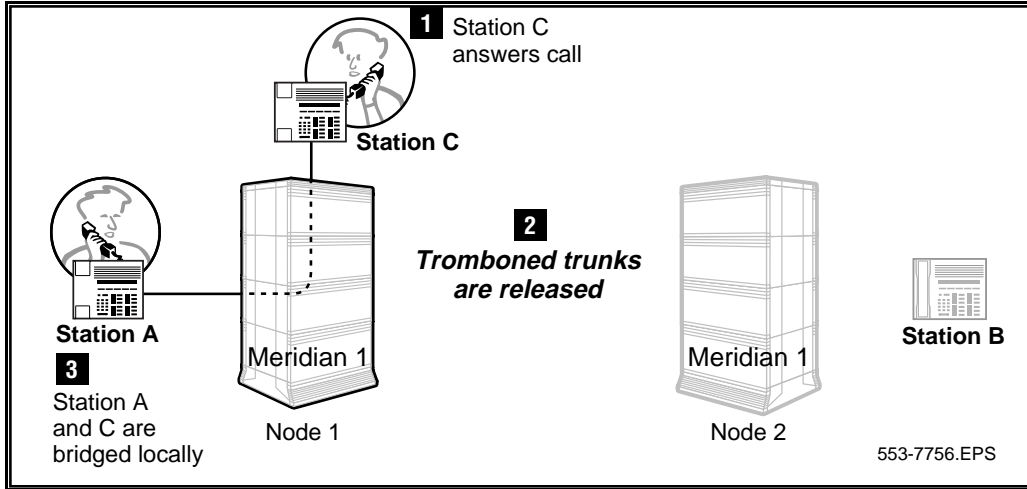 1 Station C
answers call
Station C
2
Tromboned trunks
are released
Station A
Station B
3
Meridian 1
Meridian 1
Station A
and C are
bridged locally
Node 1
Node 2
553-7756.EPS